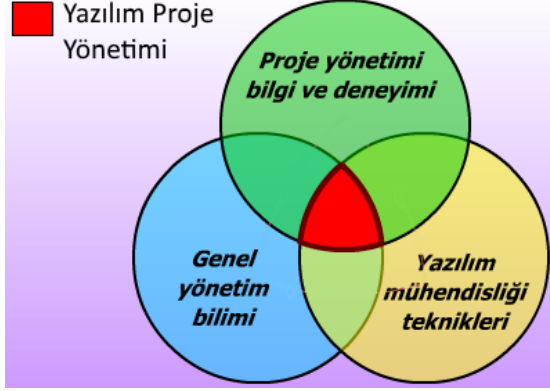 Yazılım Proje
Yönetimi
Proje yönetimi
bilgi ve deneyimi
Genel
yönetim
bilimi
Yazılım
mühendisliği
teknikleri